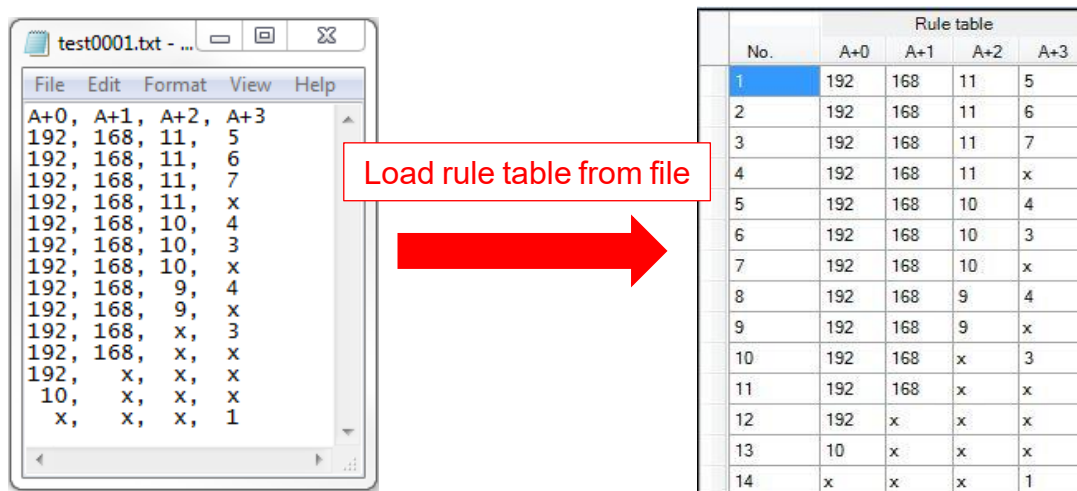 test0001.txt - ...
File Edit Format View Help
A+0, A+1, A+2, A+3
192, 168, 11, 5
192, 168, 11, 6
192, 168, 11, 7
192, 168, 11, x
192, 168, 10, 4
192, 168, 10, 3
192, 168, 10, x
192, 168, 9, 4
192, 168, 9, x
192, 168, x, 3
192, 168, x, x
192, x, x, x
10, x, x, x
x, x, x, 1
Load rule table from file
Rule table
No. A+0 A+1 A+2 A+3
1 192 168 11 5
2 192 168 11 6
3 192 168 11 7
4 192 168 11 x
5 192 168 10 4
6 192 168 10 3
7 192 168 10 x
8 192 168 9 4
9 192 168 9 x
10 192 168 x 3
11 192 168 x x
12 192 x x x
13 10 x x x
14 x x x 1